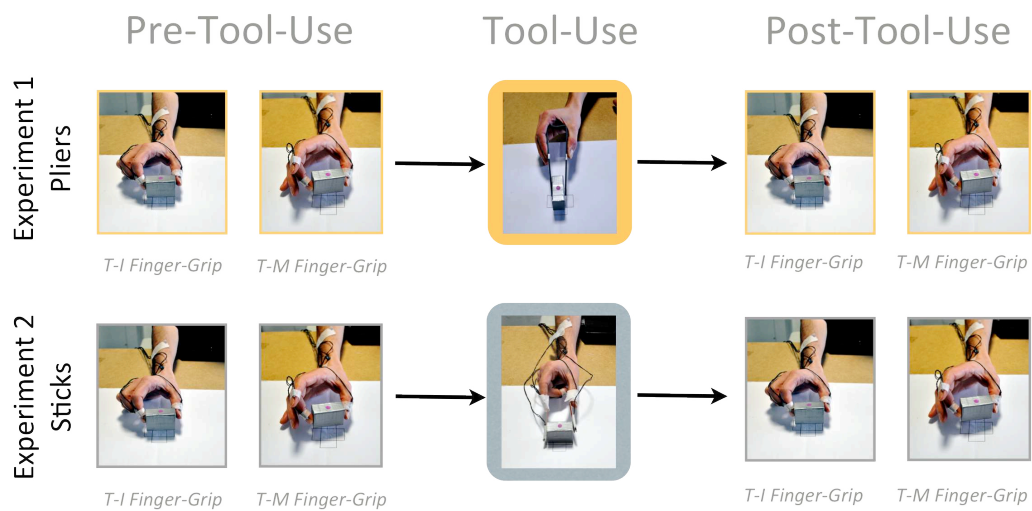 Pre-Tool-Use
Tool-Use
Post-Tool-Use
Experiment 1
Pliers
T-I Finger-Grip
T-M Finger-Grip
T-I Finger-Grip
T-M Finger-Grip
Experiment 2
Sticks
T-I Finger-Grip
T-M Finger-Grip
T-I Finger-Grip
T-M Finger-Grip